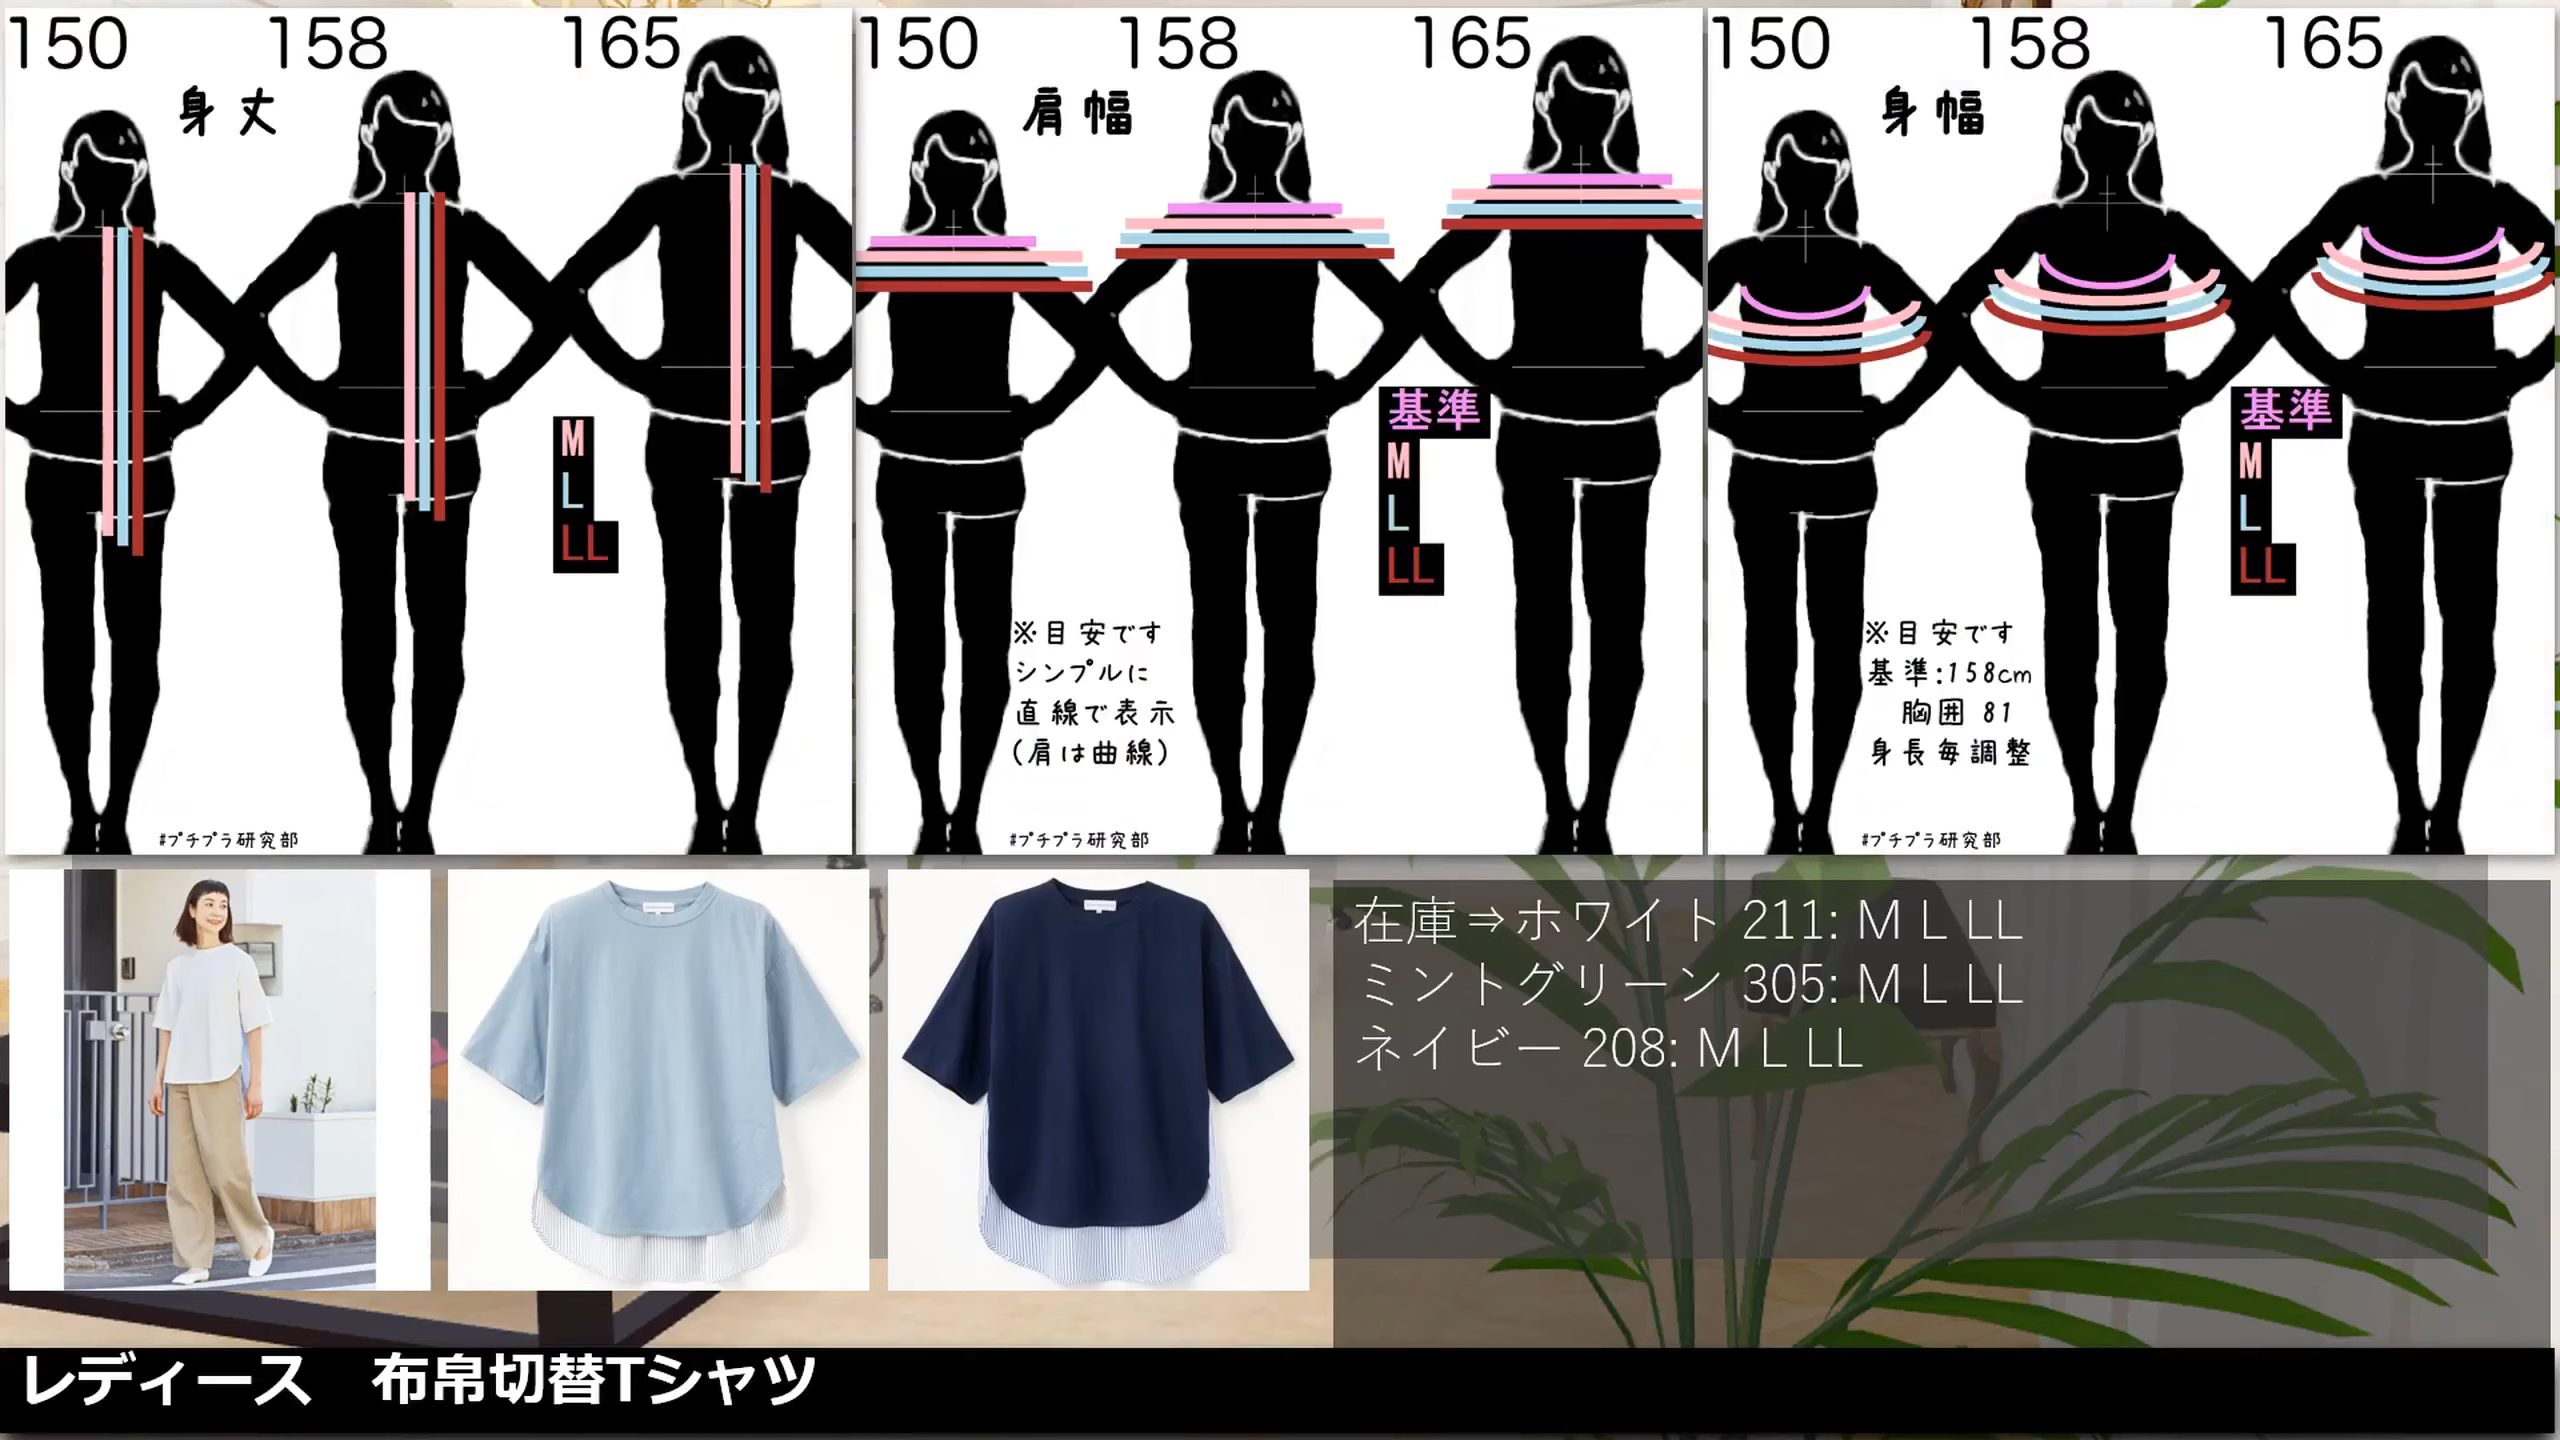 150 158 165
身丈
M
L
LL
#プチプラ研究部
150 158 165
肩幅
基準
M
L
LL
※目安です
シンプルに
直線で表示
(肩は曲線)
#プチプラ研究部
150 158 165
身幅
基準
M
L
LL
※目安です
基準:158cm
胸囲 81
身長毎調整
#プチプラ研究部
在庫⇒ホワイト 211: M L LL
ミントグリーン 305: M L LL
ネイビー 208: M L LL
レディース 布帛切替Tシャツ